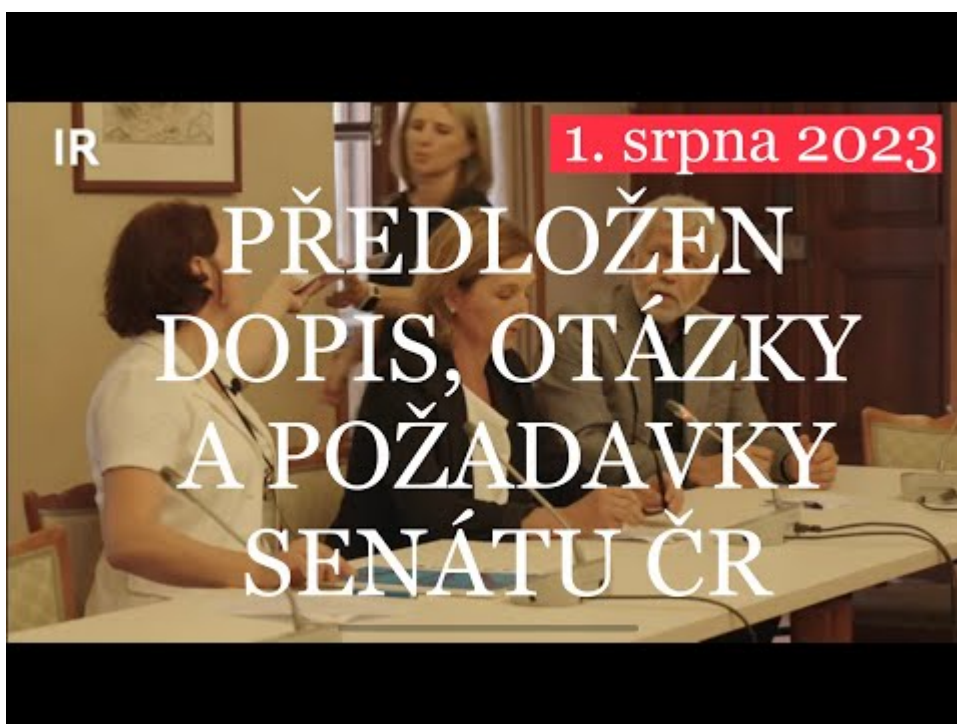 IR
1. srpna 2023
PŘEDLOŽEN
DOPIS, OTÁZKY
A POŽADAVKY
SENÁTU ČR